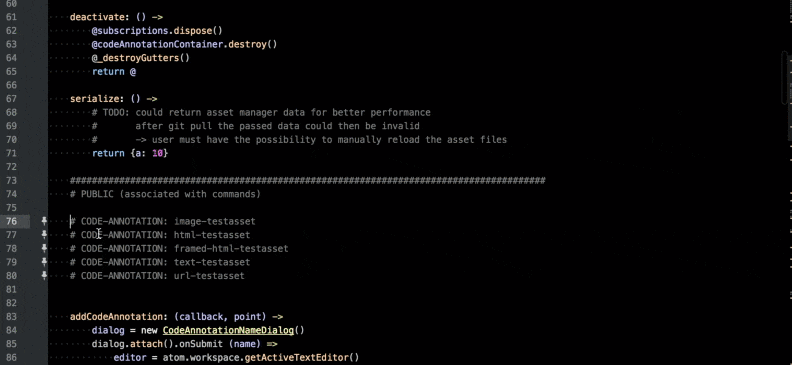 60
61 deactivate: () ->
62 @subscriptions.dispose()
63 @codeAnnotationContainer.destroy()
64 @_destroyGutters()
65 return @
66
67 serialize: () ->
68 # TODO: could return asset manager data for better performance
69 # after git pull the passed data could then be invalid
70 # -> user must have the possibility to manually reload the asset files
71 return {a: 10}
72
73 #######################################################################################
74 # PUBLIC (associated with commands)
75
76 # CODE-ANNOTATION: image-testasset
77 # CODE-ANNOTATION: html-testasset
78 # CODE-ANNOTATION: framed-html-testasset
79 # CODE-ANNOTATION: text-testasset
80 # CODE-ANNOTATION: url-testasset
81
82
83 addCodeAnnotation: (callback, point) ->
84 dialog = new CodeAnnotationNameDialog()
85 dialog.attach().onSubmit (name) =>
86 editor = atom.workspace.getActiveTextEditor()